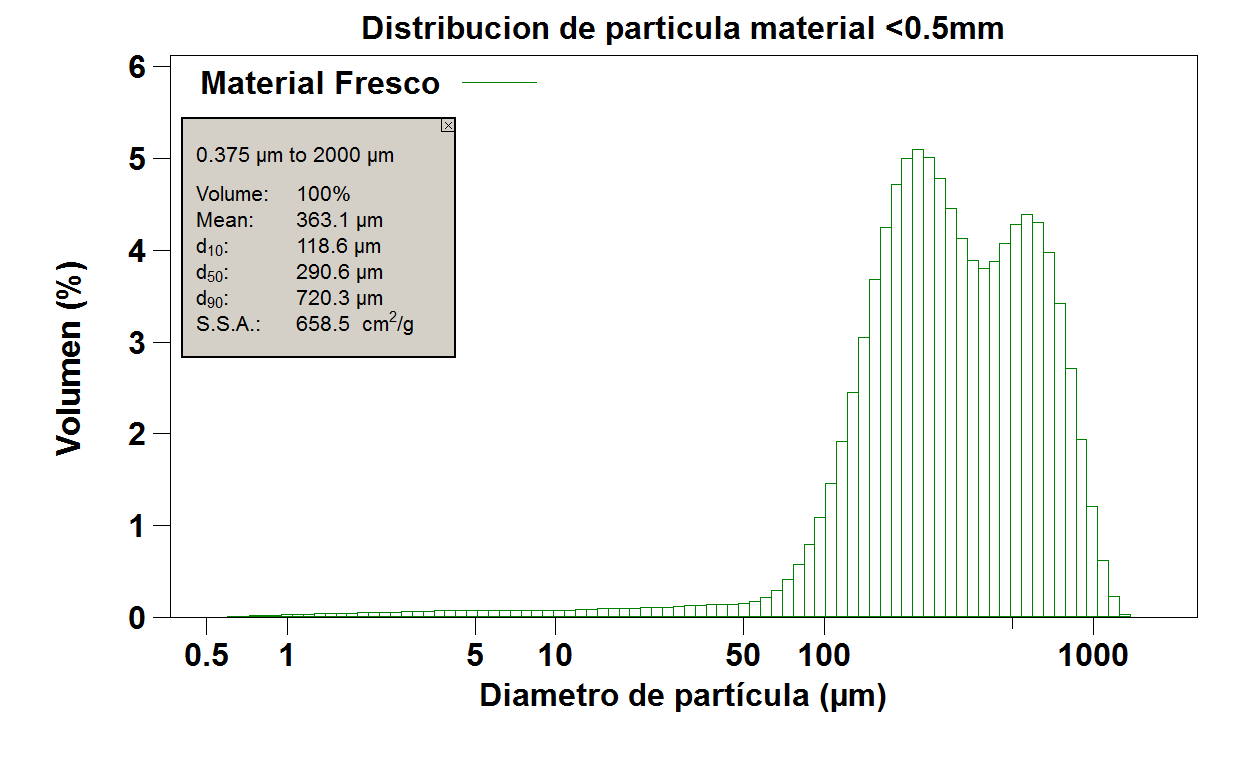 Distribucion de particula material <0.5mm
Material Fresco
0.375 µm to 2000 µm
Volume: 100%
Mean: 363.1 µm
d10: 118.6 µm
d50: 290.6 µm
d90: 720.3 µm
S.S.A.: 658.5 cm2/g
6
5
4
3
2
1
0
Volumen (%)
0.5 1 5 10 50 100 1000
Diametro de partícula (µm)